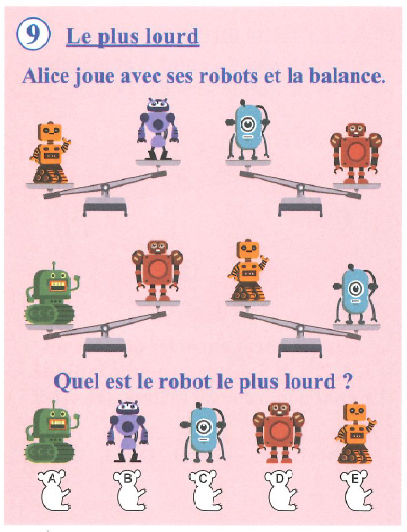 9 Le plus lourd
Alice joue avec ses robots et la balance.
Quel est le robot le plus lourd ?
A B C D E